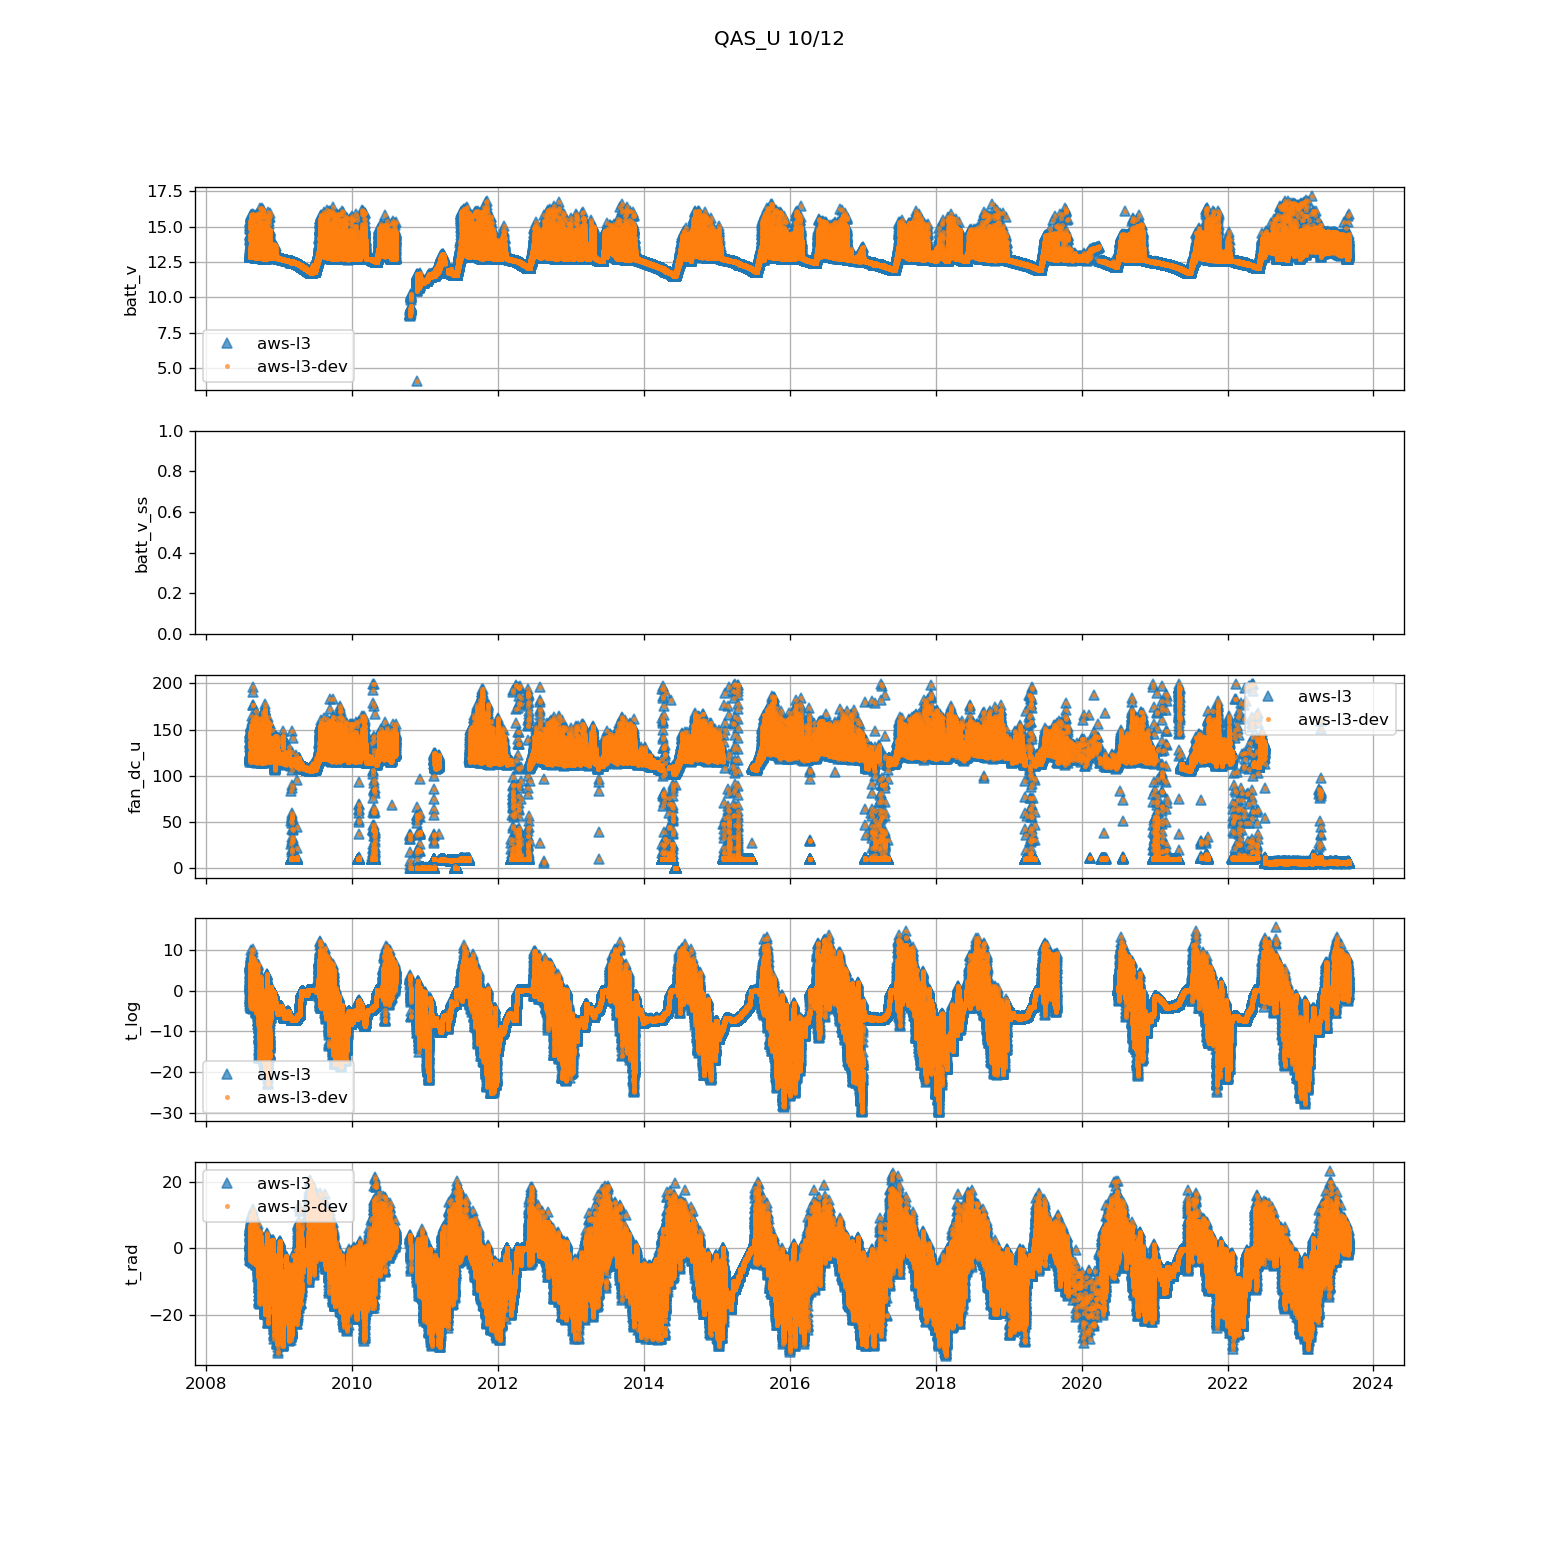 QAS_U 10/12
17.5
15.0
12.5
10.0
7.5
5.0
batt_v
aws-l3
aws-l3-dev
1.0
0.8
0.6
0.4
0.2
0.0
batt_v_ss
200
150
100
50
0
fan_dc_u
aws-l3
aws-l3-dev
10
0
−10
−20
−30
t_log
aws-l3
aws-l3-dev
20
0
−20
t_rad
aws-l3
aws-l3-dev
2008 2010 2012 2014 2016 2018 2020 2022 2024